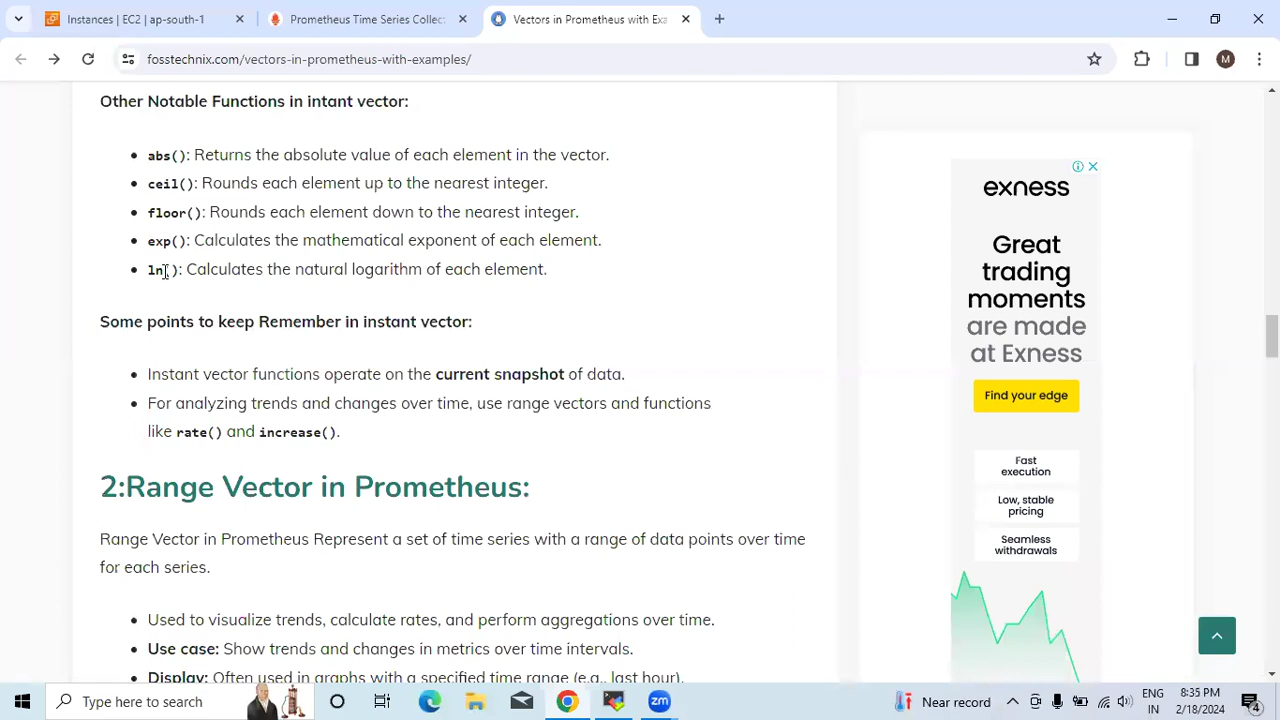 Instances | EC2 | ap-south-1
Prometheus Time Series Collec
Vectors in Prometheus with Exa
fosstechnix.com/vectors-in-prometheus-with-examples/
M
Other Notable Functions in intant vector:
abs(): Returns the absolute value of each element in the vector.
ceil(): Rounds each element up to the nearest integer.
floor(): Rounds each element down to the nearest integer.
exp(): Calculates the mathematical exponent of each element.
ln(): Calculates the natural logarithm of each element.
Some points to keep Remember in instant vector:
Instant vector functions operate on the current snapshot of data.
For analyzing trends and changes over time, use range vectors and functions
like rate() and increase().
2:Range Vector in Prometheus:
Range Vector in Prometheus Represent a set of time series with a range of data points over time
for each series.
Used to visualize trends, calculate rates, and perform aggregations over time.
Use case: Show trends and changes in metrics over time intervals.
Display: Often used in graphs with a specified time range (e.g., last hour).
exness
Great
trading
moments
are made
at Exness
Find your edge
Fast
execution
Low, stable
pricing
Seamless
withdrawals
Type here to search
zm
Near record
ENG
IN
8:35 PM
2/18/2024
4